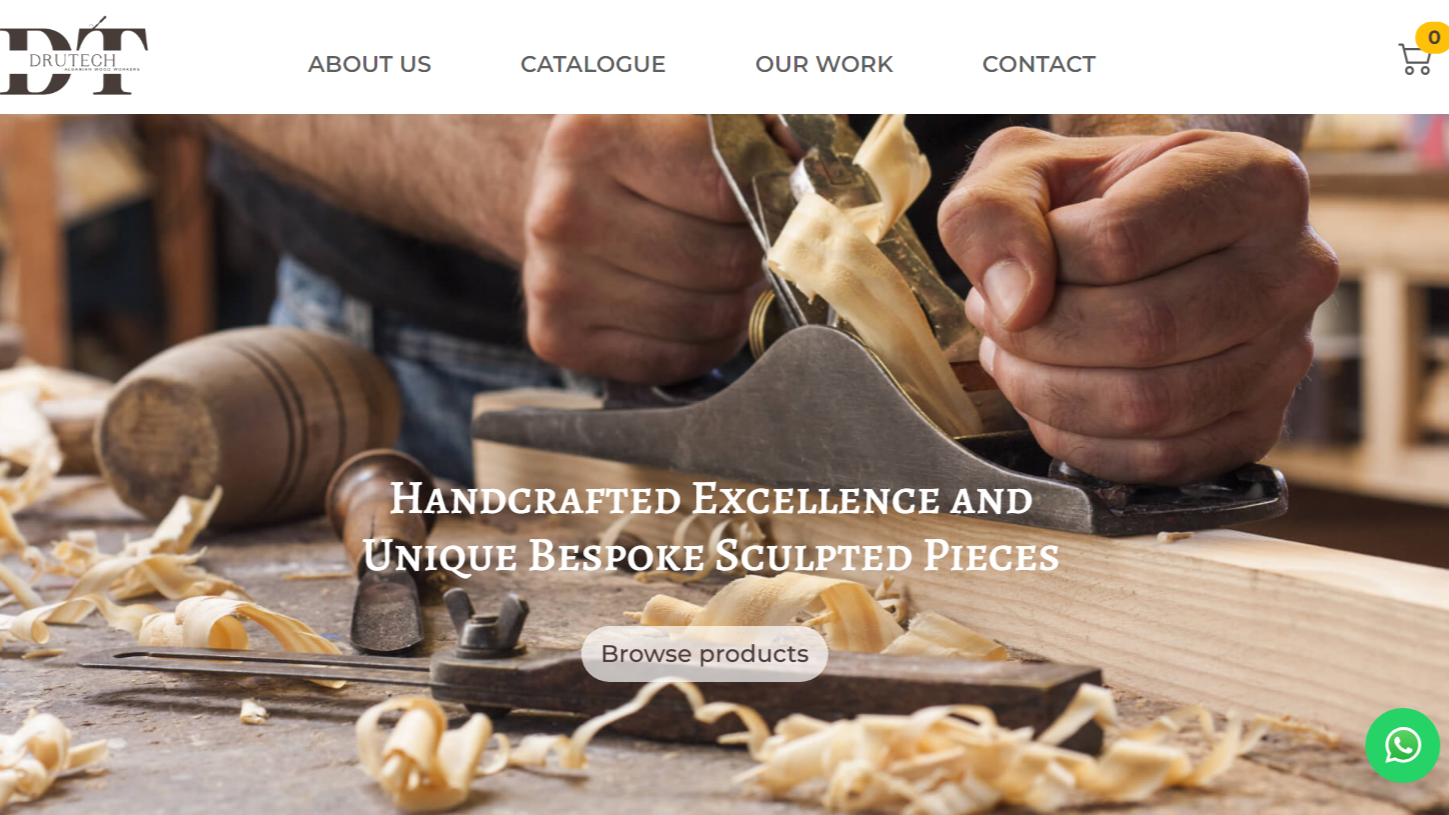 DT
DRUTECH
ALBANIAN WOOD WORKERS
ABOUT US
CATALOGUE
OUR WORK
CONTACT
0
Handcrafted Excellence and
Unique Bespoke Sculpted Pieces
Browse products